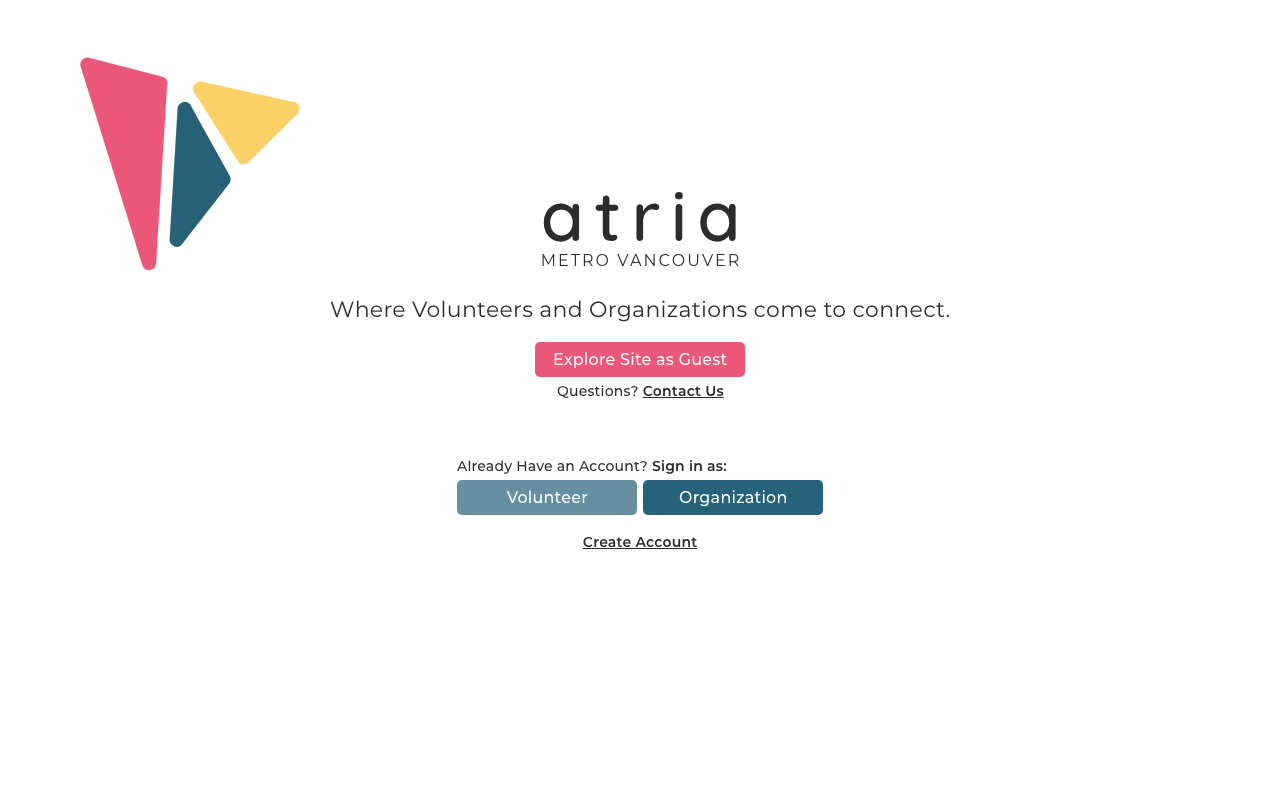 atria
METRO VANCOUVER
Where Volunteers and Organizations come to connect.
Explore Site as Guest
Questions? Contact Us
Already Have an Account? Sign in as:
Volunteer
Organization
Create Account